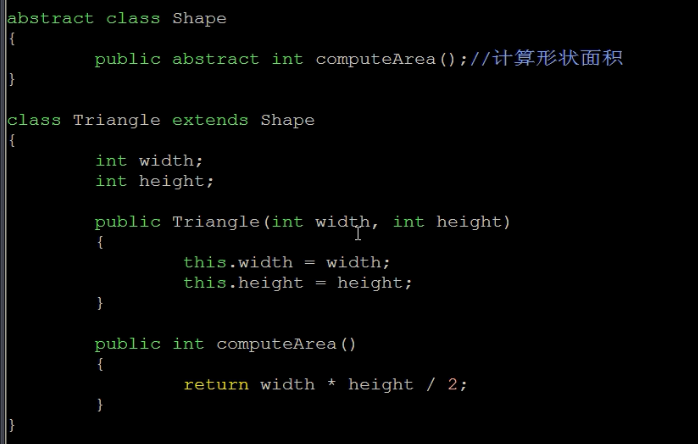 abstract class Shape
{
public abstract int computeArea();//计算形状面积
}
class Triangle extends Shape
{
int width;
int height;
public Triangle(int width, int height)
{
this.width = width;
this.height = height;
}
public int computeArea()
{
return width * height / 2;
}
}